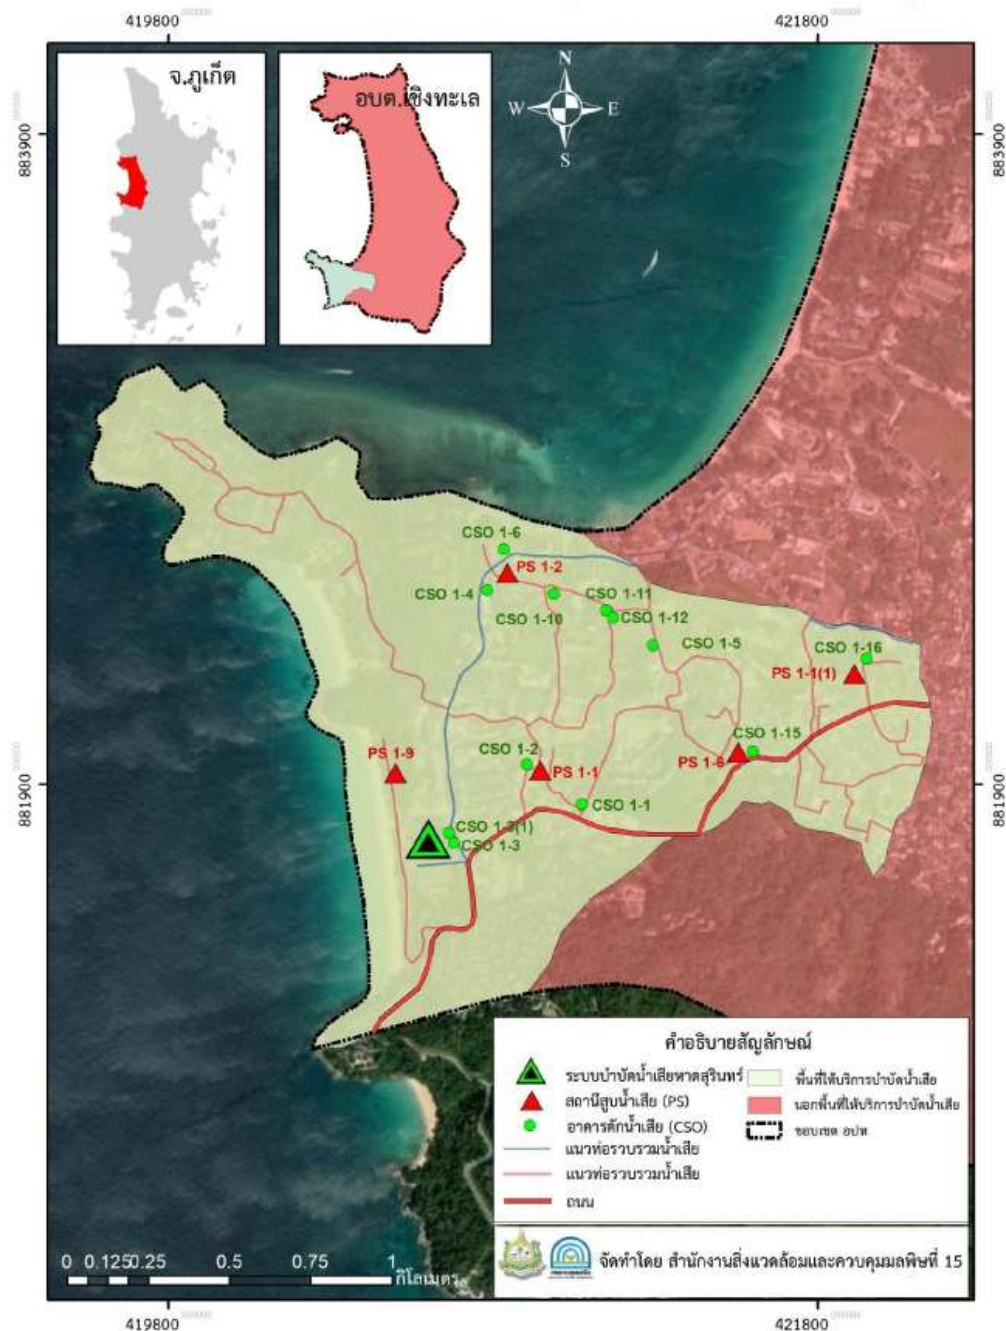 419800
421800
จ.ภูเก็ต
อบต.เชิงทะเล
N
W
E
S
883900
883900
CSO 1-6
PS 1-2
CSO 1-4
CSO 1-11
CSO 1-10
CSO 1-12
CSO 1-5
CSO 1-16
PS 1-1(1)
CSO 1-15
PS 1-6
PS 1-9
CSO 1-2
PS 1-1
CSO 1-1
CSO 1-3(1)
CSO 1-3
881900
881900
คำอธิบายสัญลักษณ์
ระบบบำบัดน้ำเสียหาดสุรินทร์
สถานีสูบน้ำเสีย (PS)
อาคารดักน้ำเสีย (CSO)
แนวท่อรวบรวมน้ำเสีย
แนวท่อรวบรวมน้ำเสีย
ถนน
พื้นที่ให้บริการบำบัดน้ำเสีย
นอกพื้นที่ให้บริการบำบัดน้ำเสีย
ขอบเขต อปท
จัดทำโดย สำนักงานสิ่งแวดล้อมและควบคุมมลพิษที่ 15
0 0.125 0.25 0.5 0.75 1
กิโลเมตร
419800
421800